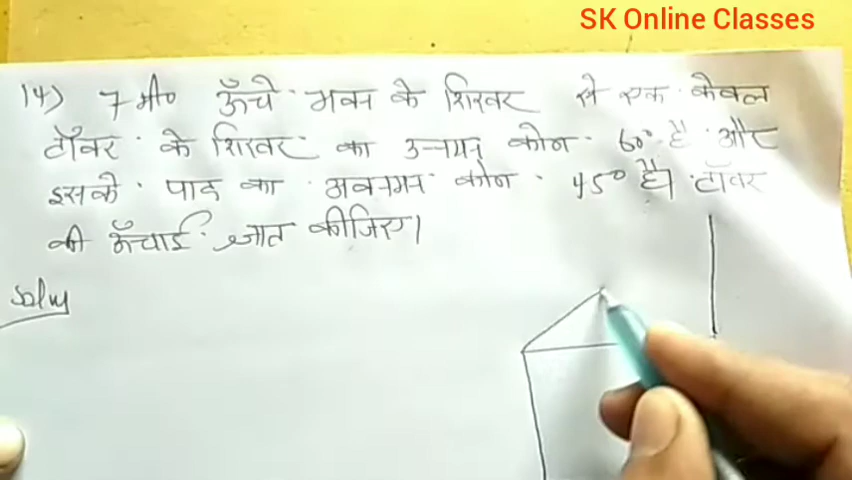 SK Online Classes
14) 7 मी० ऊँचे भवन के शिखर से एक केबल
टॉवर के शिखर का उन्नयन कोण 60° है और
इसके पाद का अवनमन कोण 45° है। टॉवर
की ऊँचाई ज्ञात कीजिए।
Soln